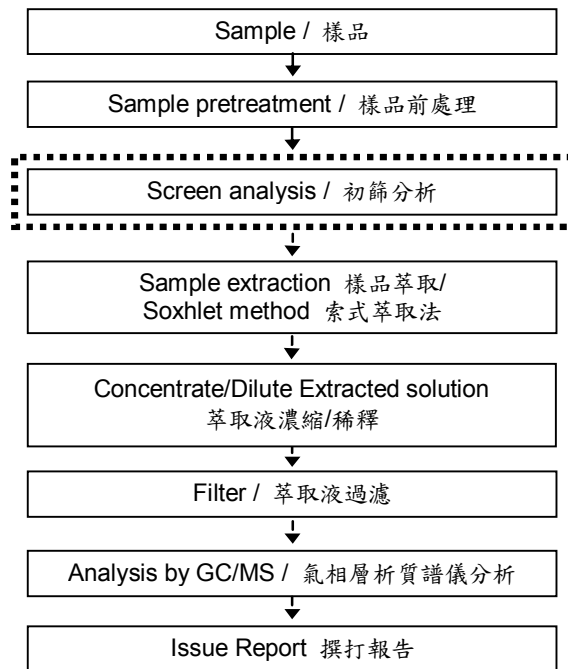 Sample / 樣品
Sample pretreatment / 樣品前處理
Screen analysis / 初篩分析
Sample extraction 樣品萃取/
Soxhlet method 索式萃取法
Concentrate/Dilute Extracted solution
萃取液濃縮/稀釋
Filter / 萃取液過濾
Analysis by GC/MS / 氣相層析質譜儀分析
Issue Report 撰打報告